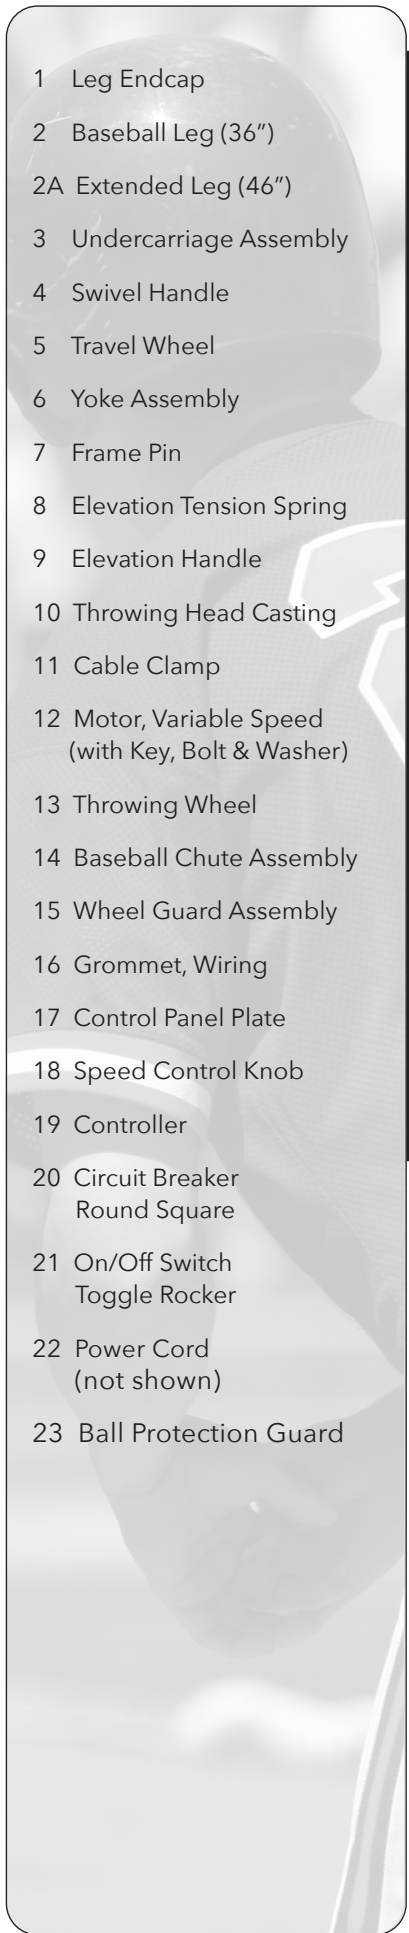 1 Leg Endcap
2 Baseball Leg (36”)
2A Extended Leg (46”)
3 Undercarriage Assembly
4 Swivel Handle
5 Travel Wheel
6 Yoke Assembly
7 Frame Pin
8 Elevation Tension Spring
9 Elevation Handle
10 Throwing Head Casting
11 Cable Clamp
12 Motor, Variable Speed
(with Key, Bolt & Washer)
13 Throwing Wheel
14 Baseball Chute Assembly
15 Wheel Guard Assembly
16 Grommet, Wiring
17 Control Panel Plate
18 Speed Control Knob
19 Controller
20 Circuit Breaker
Round Square
21 On/Off Switch
Toggle Rocker
22 Power Cord
(not shown)
23 Ball Protection Guard